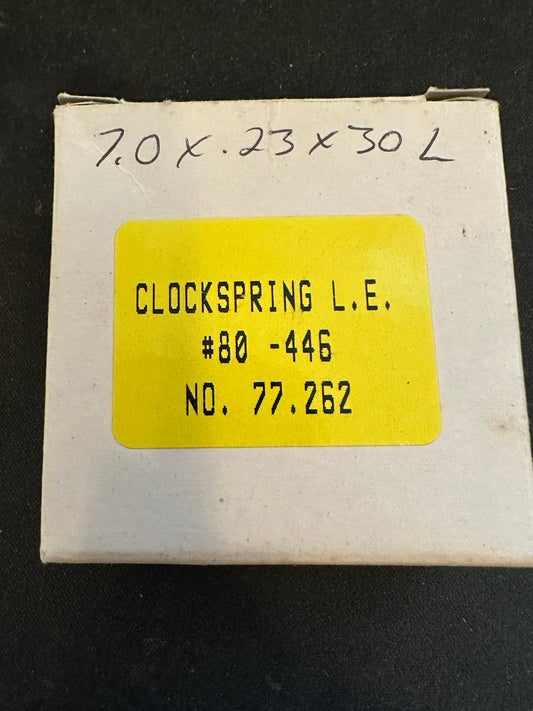 7.0 x .23 x 30 L
CLOCKSPRING L.E.
#80 -446
NO. 77.262